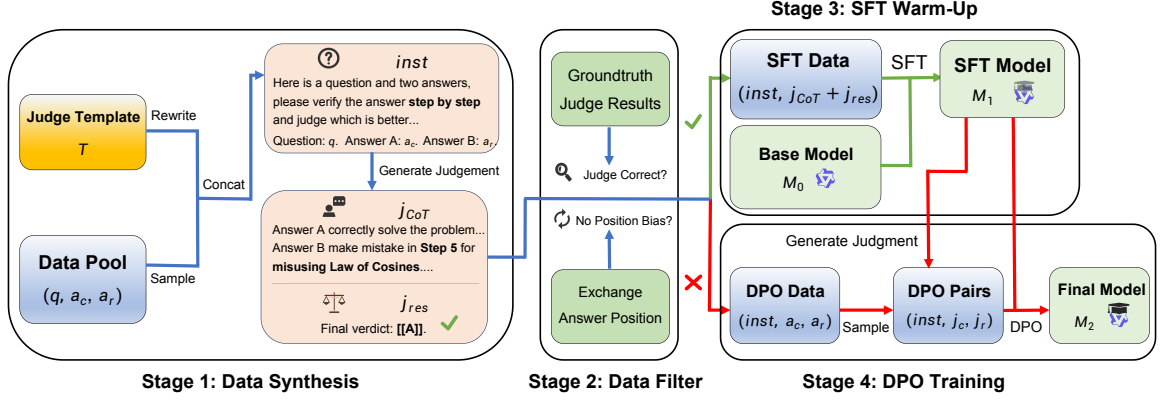 Stage 3: SFT Warm-Up
Judge Template
T
Rewrite
Concat
Data Pool
(q, a_c, a_r)
Sample
inst
Here is a question and two answers,
please verify the answer step by step
and judge which is better...
Question: q. Answer A: a_c. Answer B: a_r.
Generate Judgement
j_CoT
Answer A correctly solve the problem...
Answer B make mistake in Step 5 for
misusing Law of Cosines....
j_res
Final verdict: [[A]].
Stage 1: Data Synthesis
Groundtruth
Judge Results
Judge Correct?
No Position Bias?
Exchange
Answer Position
Stage 2: Data Filter
SFT Data
(inst, j_CoT + j_res)
SFT
SFT Model
M_1
Base Model
M_0
Generate Judgment
DPO Data
(inst, a_c, a_r)
Sample
DPO Pairs
(inst, j_c, j_r)
DPO
Final Model
M_2
Stage 4: DPO Training